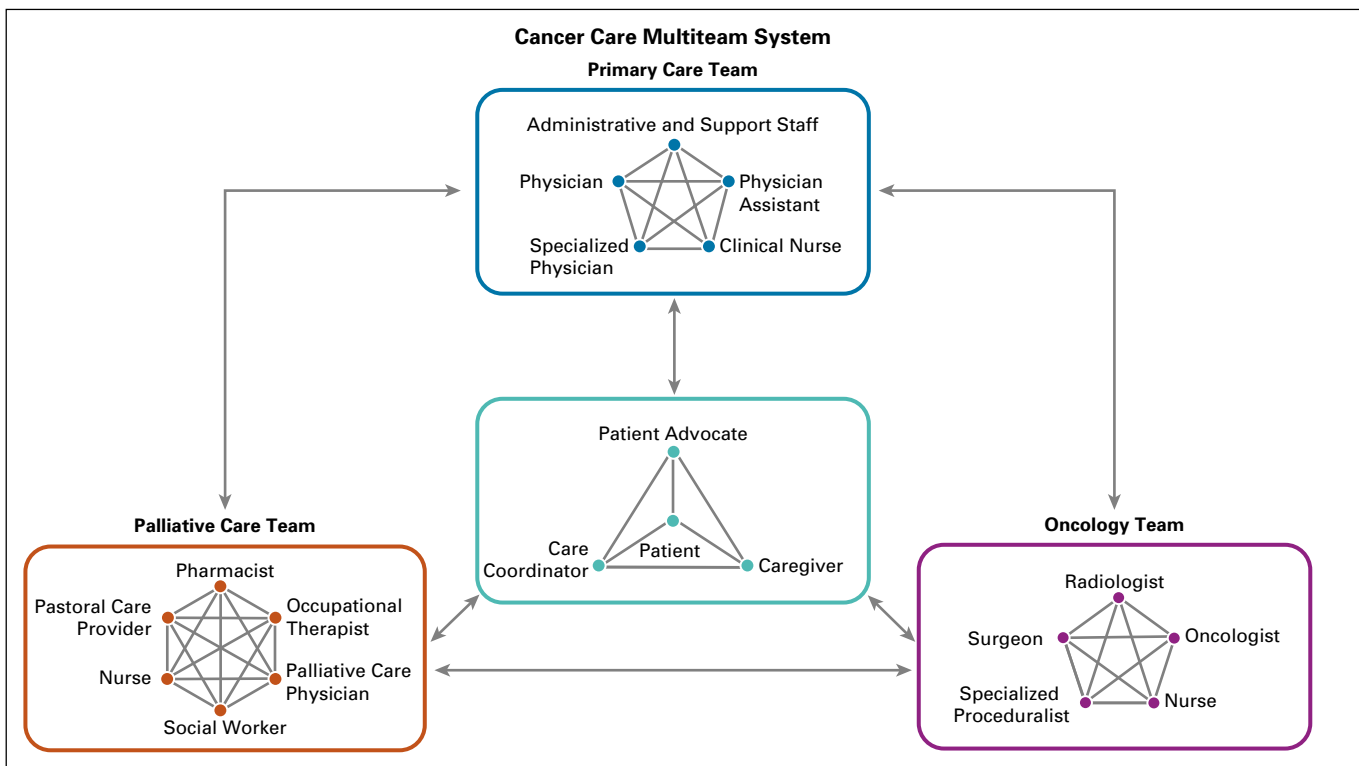 Cancer Care Multiteam System
Primary Care Team
Administrative and Support Staff
Physician
Physician
Assistant
Specialized
Physician
Clinical Nurse
Patient Advocate
Care
Coordinator
Patient
Caregiver
Palliative Care Team
Pharmacist
Pastoral Care
Provider
Occupational
Therapist
Nurse
Palliative Care
Physician
Social Worker
Oncology Team
Radiologist
Surgeon
Oncologist
Specialized
Proceduralist
Nurse